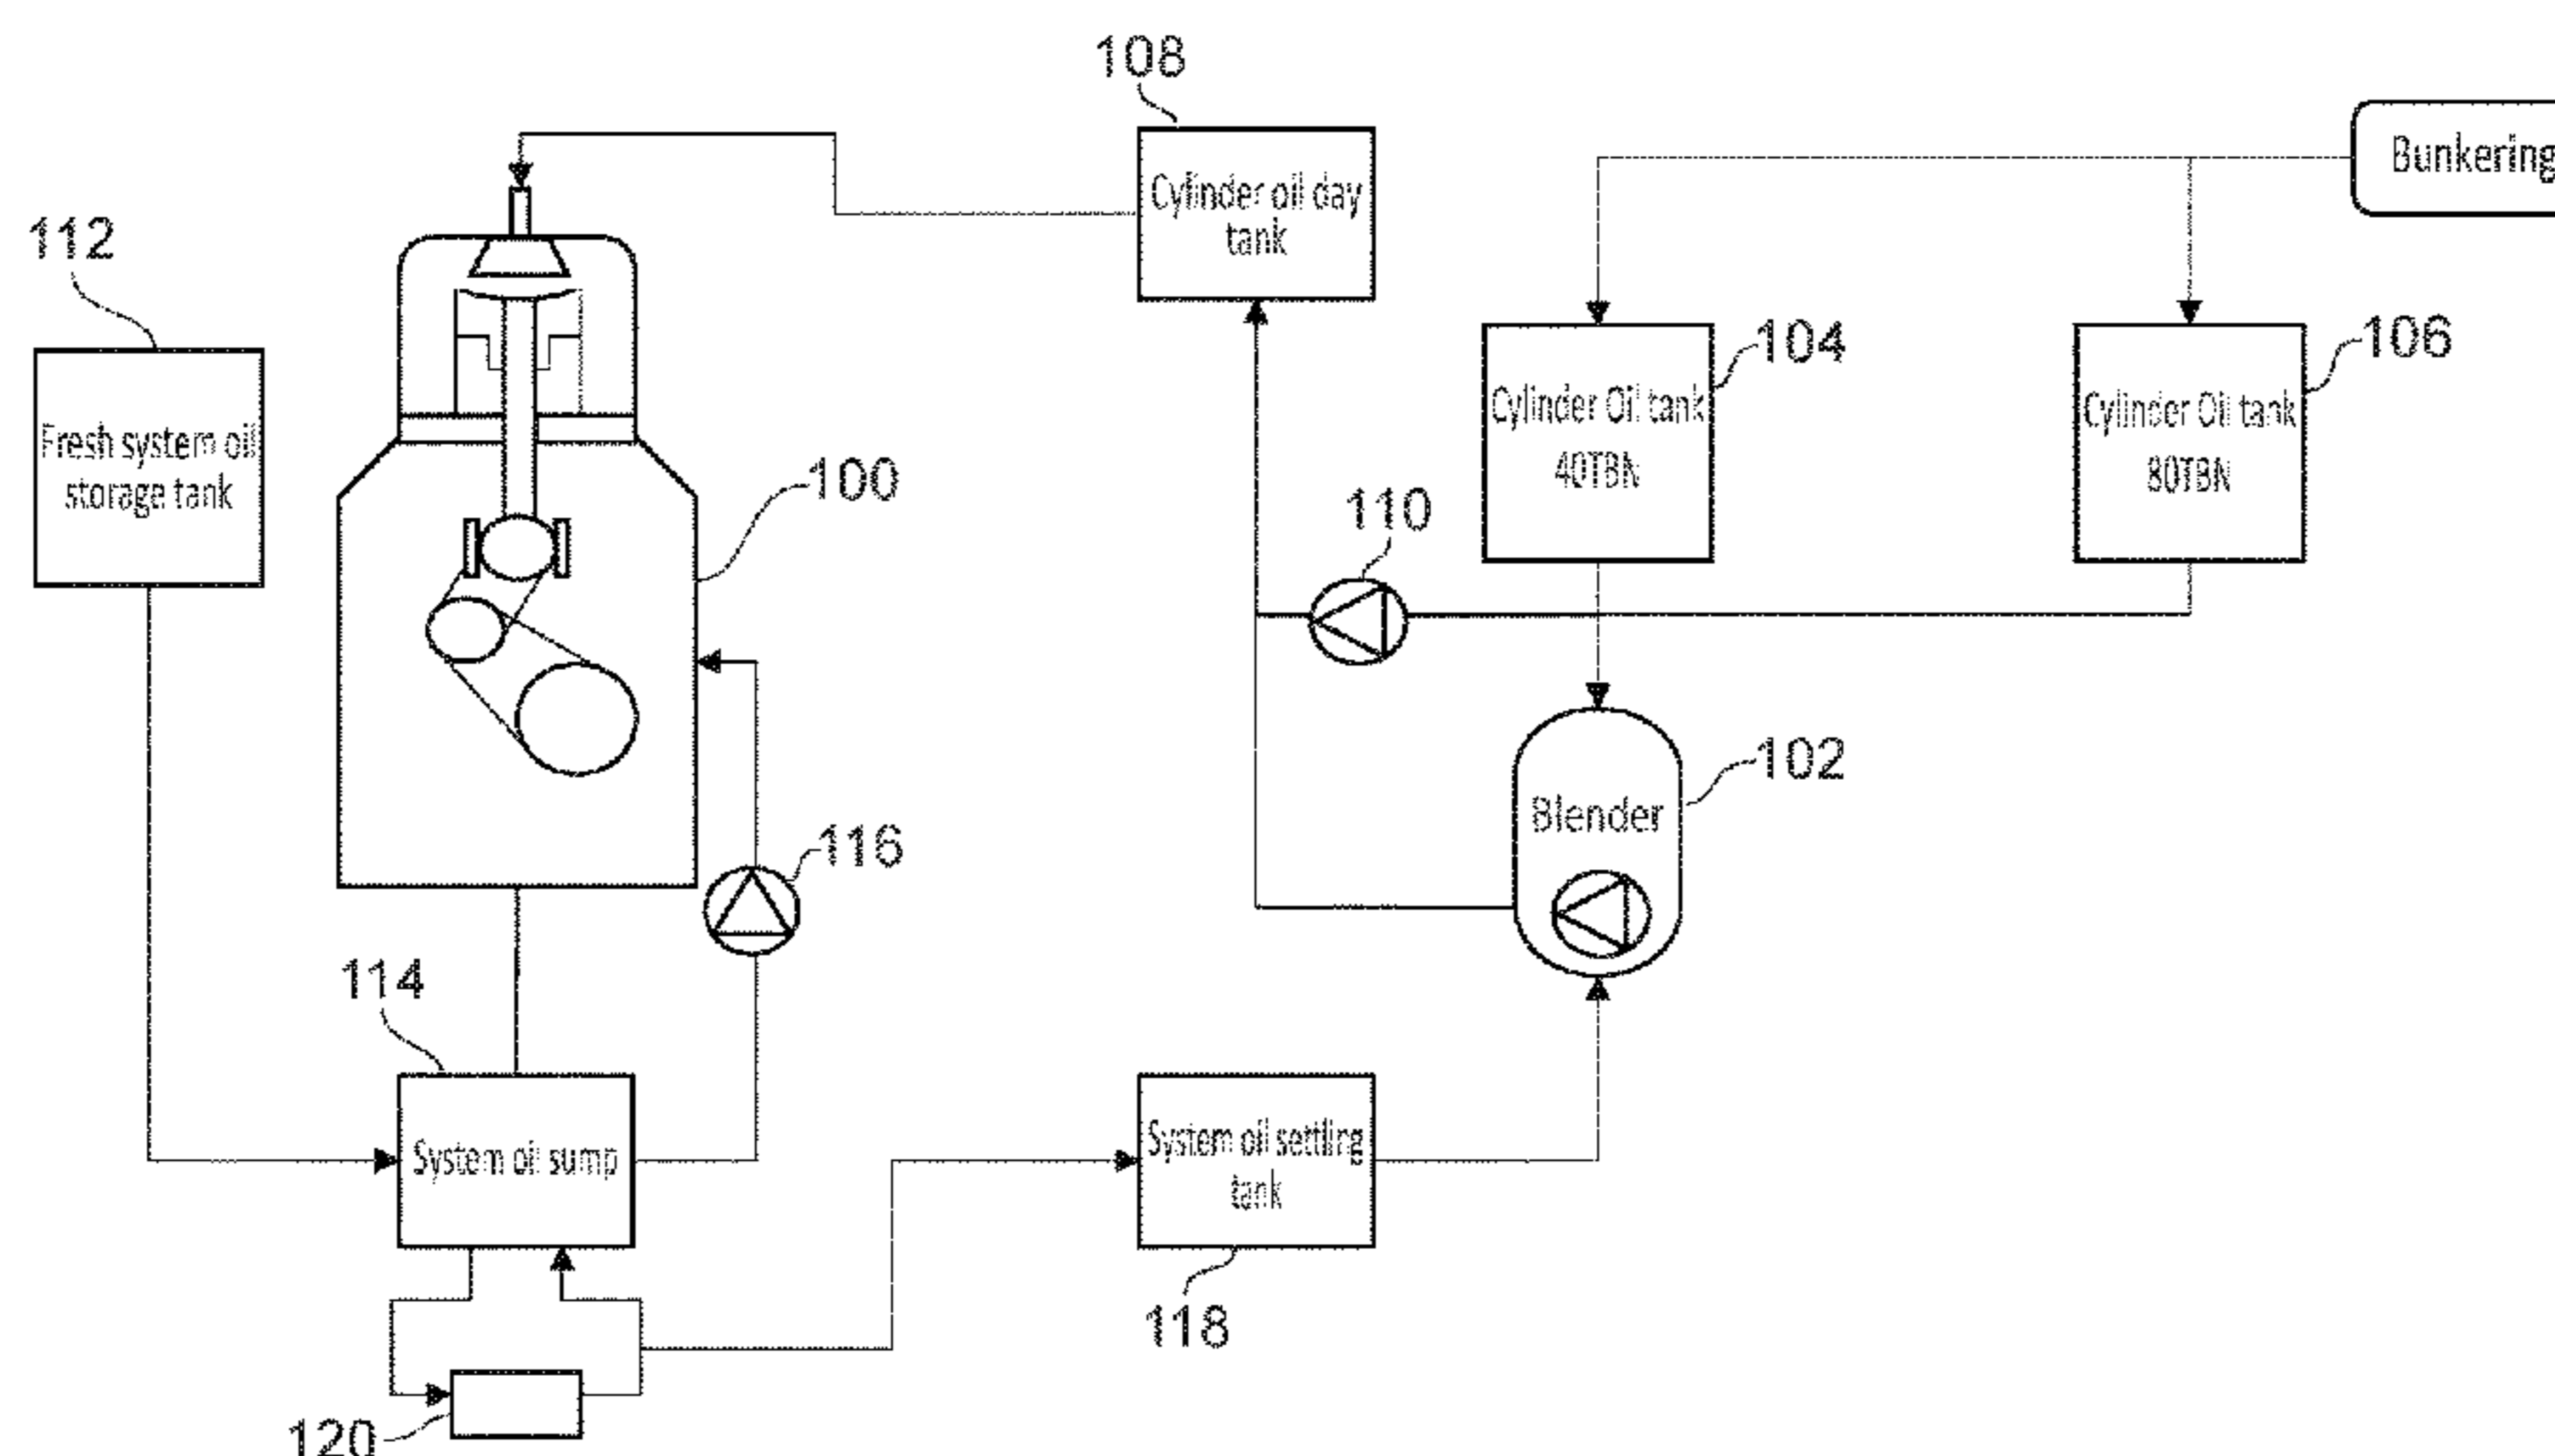 108
Bunkering
Cylinder oil day
tank
112
104
106
Cylinder Oil tank
40TBN
Cylinder Oil tank
80TBN
Fresh system oil
storage tank
100
110
102
Blender
116
114
System oil sump
System oil settling
tank
118
120